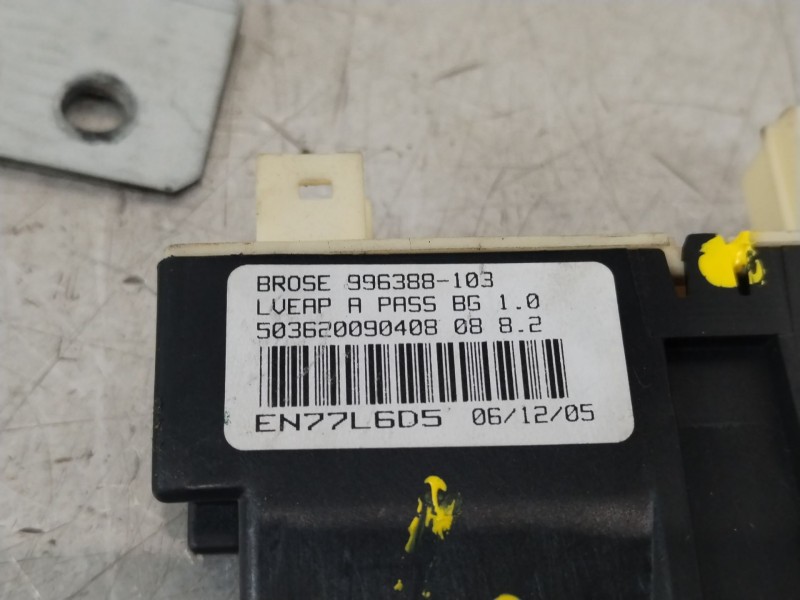 BROSE 996388-103
LVEAP A PASS BG 1.0
503620090408 08 8.2
EN77L6D5 06/12/05